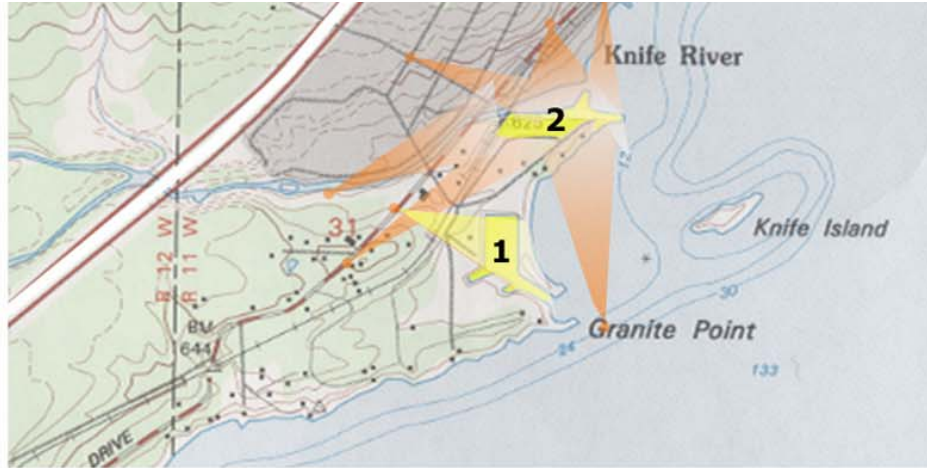 Knife River
625
2
12
Knife Island
31
1
R 12 W
R 11 W
30
BM
644
Granite Point
24
133
DRIVE